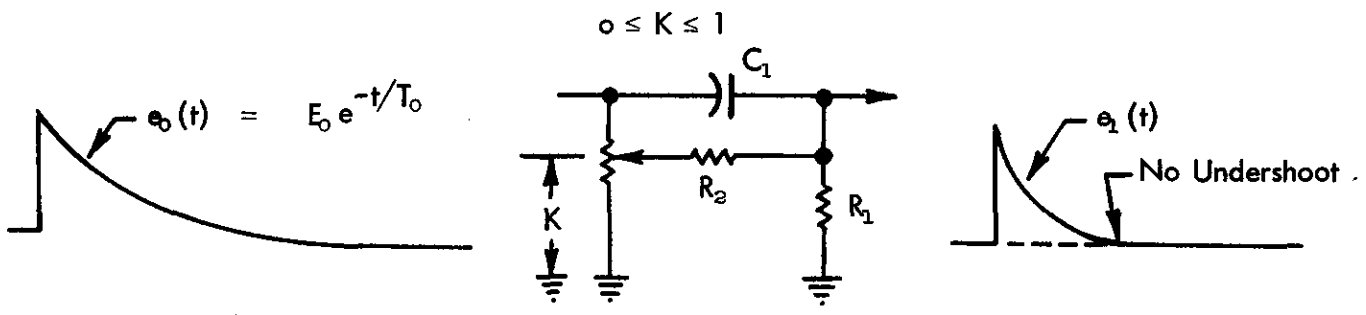 o ≤ K ≤ 1
C₁
e₀(t) = E₀ e^-t/T₀
e₁(t)
No Undershoot
R₂
K
R₁